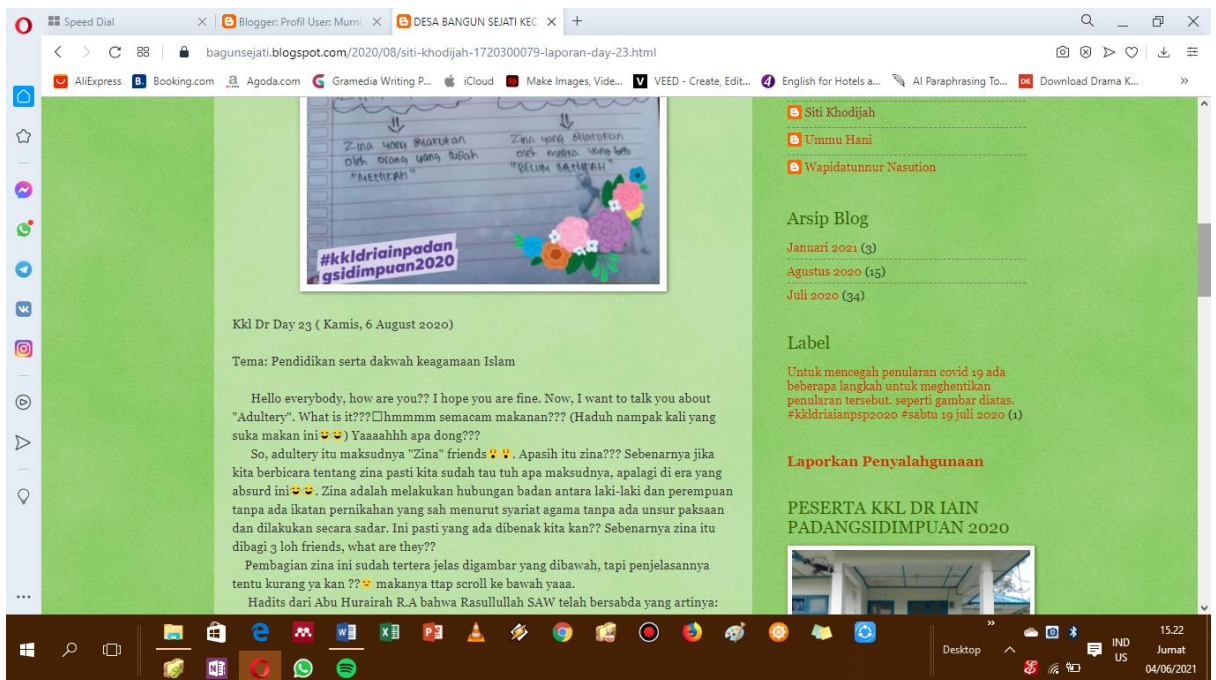 Speed Dial
Blogger: Profil User: Murni
DESA BANGUN SEJATI KEC
bagunsejati.blogspot.com/2020/08/siti-khodijah-1720300079-laporan-day-23.html
AliExpress
Booking.com
Agoda.com
Gramedia Writing P...
iCloud
Make Images, Vide...
VEED - Create, Edit...
English for Hotels a...
AI Paraphrasing To...
Download Drama K...
Zina yang dilakukan
oleh orang yang sudah
"MENIKAH"
Zina yang dilakukan
oleh mereka yang
"BELUM MENIKAH"
#kkldriainpadan
gsidimpuan2020
Kkl Dr Day 23 ( Kamis, 6 August 2020)
Tema: Pendidikan serta dakwah keagamaan Islam
Hello everybody, how are you?? I hope you are fine. Now, I want to talk you about
"Adultery". What is it???□hmmmm semacam makanan??? (Haduh nampak kali yang
suka makan ini😄😄) Yaaaahhh apa dong???
So, adultery itu maksudnya "Zina" friends😲😲. Apasih itu zina??? Sebenarnya jika
kita berbicara tentang zina pasti kita sudah tau tuh apa maksudnya, apalagi di era yang
absurd ini😄😄. Zina adalah melakukan hubungan badan antara laki-laki dan perempuan
tanpa ada ikatan pernikahan yang sah menurut syariat agama tanpa ada unsur paksaan
dan dilakukan secara sadar. Ini pasti yang ada dibenak kita kan?? Sebenarnya zina itu
dibagi 3 loh friends, what are they??
Pembagian zina ini sudah tertera jelas digambar yang dibawah, tapi penjelasannya
tentu kurang ya kan ??😕 makanya ttap scroll ke bawah yaaa.
Hadits dari Abu Hurairah R.A bahwa Rasullullah SAW telah bersabda yang artinya:
Siti Khodijah
Ummu Hani
Wapidatunnur Nasution
Arsip Blog
Januari 2021 (3)
Agustus 2020 (15)
Juli 2020 (34)
Label
Untuk mencegah penularan covid 19 ada
beberapa langkah untuk meghentikan
penularan tersebut. seperti gambar diatas.
#kkldriaianpsp2020 #sabtu 19 juli 2020 (1)
Laporkan Penyalahgunaan
PESERTA KKL DR IAIN
PADANGSIDIMPUAN 2020
Desktop
IND
US
15.22
Jumat
04/06/2021